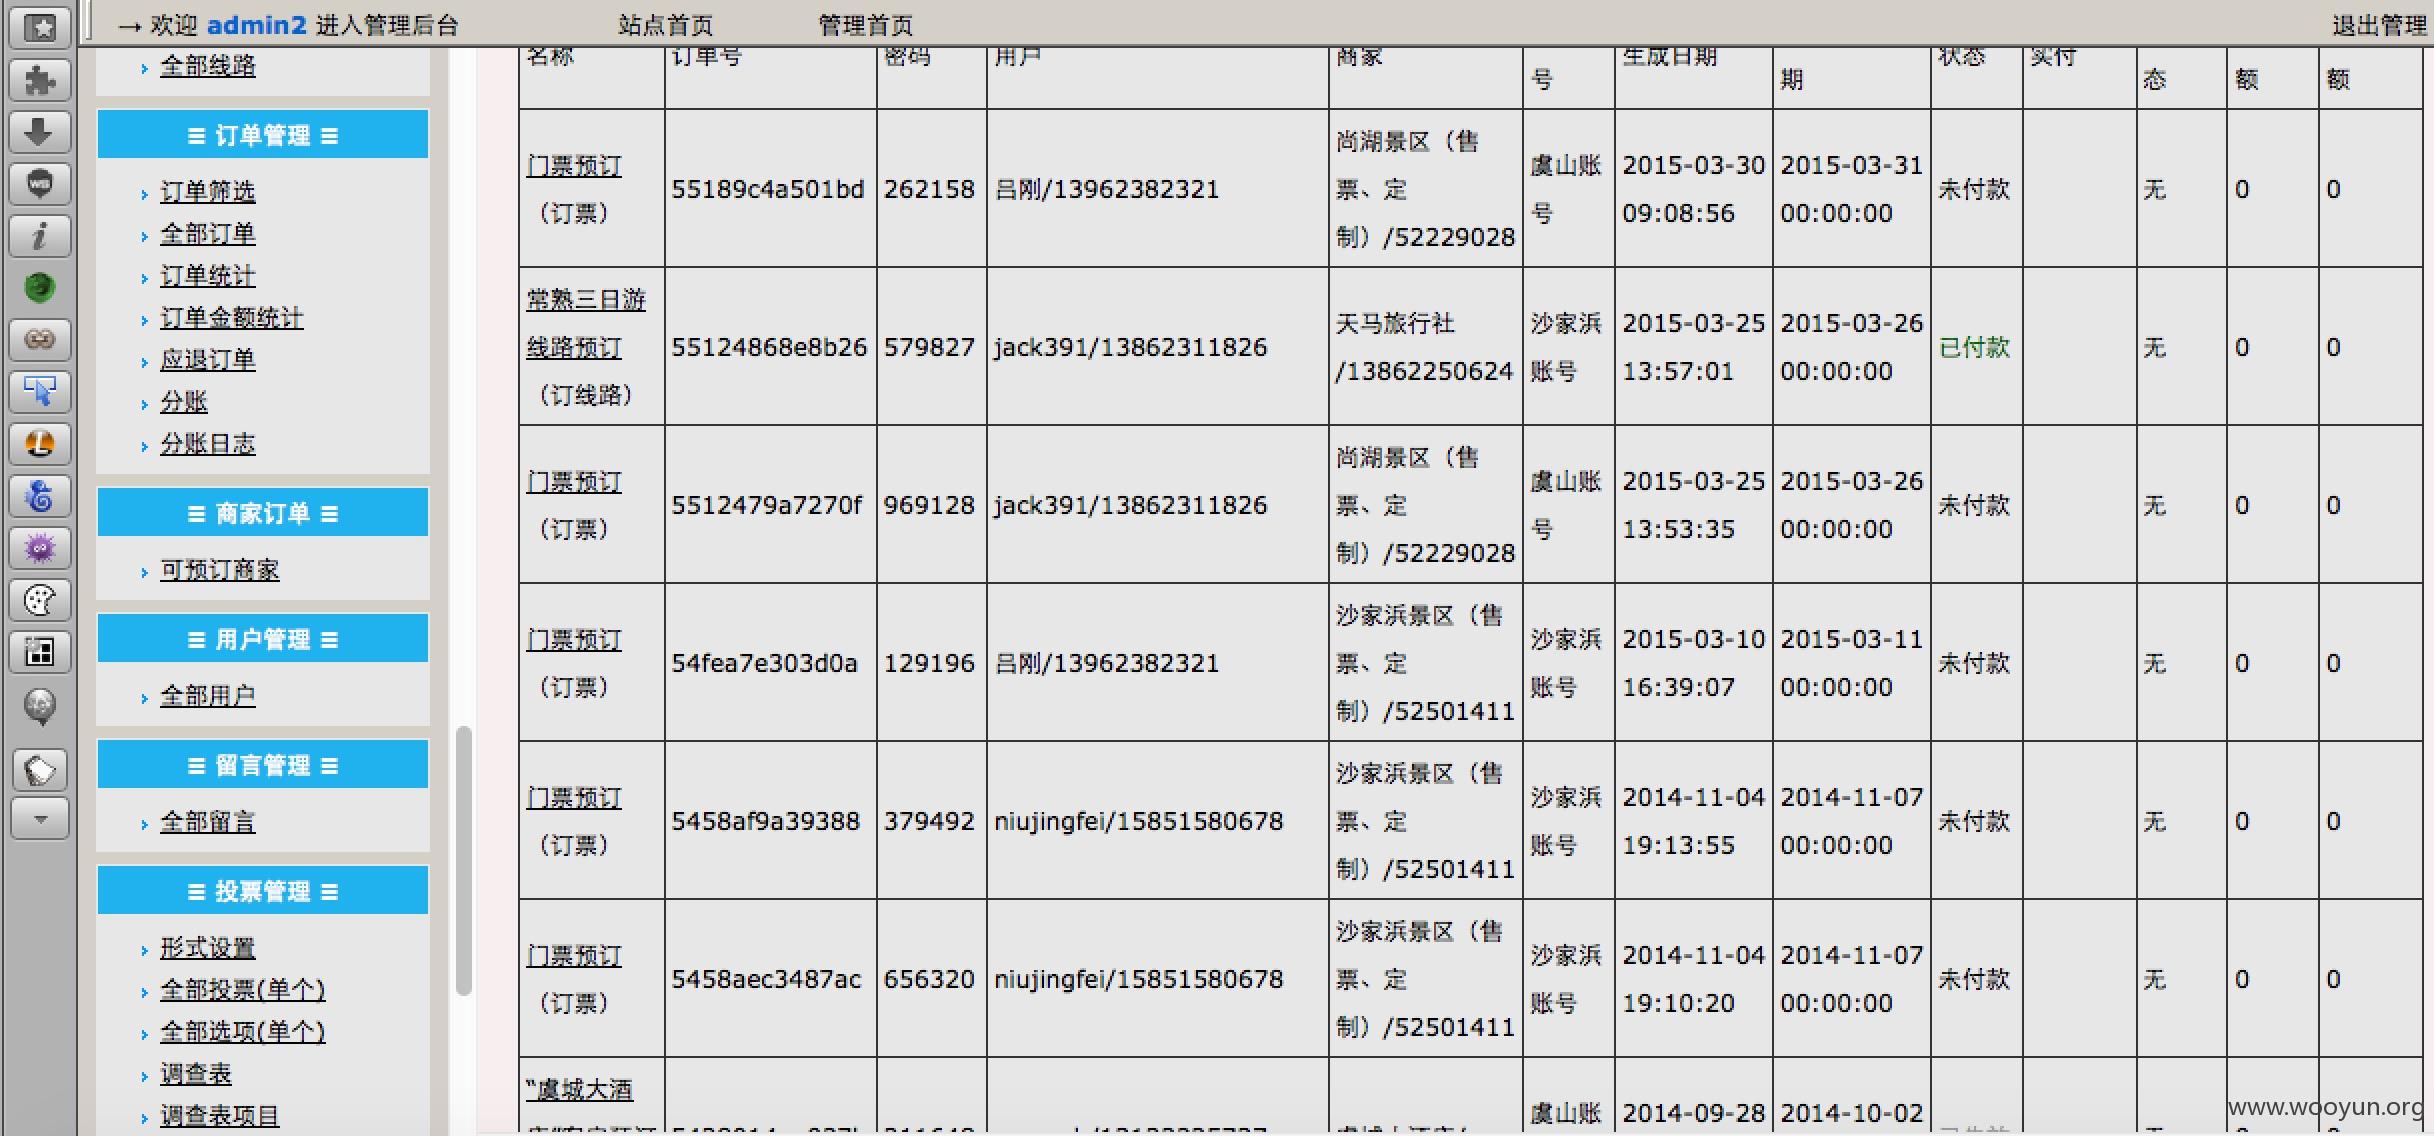 → 欢迎 admin2 进入管理后台 站点首页 管理首页 退出管理
全部线路
≡ 订单管理 ≡
订单筛选
全部订单
订单统计
订单金额统计
应退订单
分账
分账日志
≡ 商家订单 ≡
可预订商家
≡ 用户管理 ≡
全部用户
≡ 留言管理 ≡
全部留言
≡ 投票管理 ≡
形式设置
全部投票(单个)
全部选项(单个)
调查表
调查表项目
名称 订单号 密码 用户 商家 生成日期 状态 实付
号 期 态 额 额
门票预订
（订票）
55189c4a501bd
262158
吕刚/13962382321
尚湖景区（售
票、定
制）/52229028
虞山账
号
2015-03-30
09:08:56
2015-03-31
00:00:00
未付款
无
0
0
常熟三日游
线路预订
（订线路）
55124868e8b26
579827
jack391/13862311826
天马旅行社
/13862250624
沙家浜
账号
2015-03-25
13:57:01
2015-03-26
00:00:00
已付款
无
0
0
门票预订
（订票）
5512479a7270f
969128
jack391/13862311826
尚湖景区（售
票、定
制）/52229028
虞山账
号
2015-03-25
13:53:35
2015-03-26
00:00:00
未付款
无
0
0
门票预订
（订票）
54fea7e303d0a
129196
吕刚/13962382321
沙家浜景区（售
票、定
制）/52501411
沙家浜
账号
2015-03-10
16:39:07
2015-03-11
00:00:00
未付款
无
0
0
门票预订
（订票）
5458af9a39388
379492
niujingfei/15851580678
沙家浜景区（售
票、定
制）/52501411
沙家浜
账号
2014-11-04
19:13:55
2014-11-07
00:00:00
未付款
无
0
0
门票预订
（订票）
5458aec3487ac
656320
niujingfei/15851580678
沙家浜景区（售
票、定
制）/52501411
沙家浜
账号
2014-11-04
19:10:20
2014-11-07
00:00:00
未付款
无
0
0
“虞城大酒
虞山账
2014-09-28
2014-10-02
www.wooyun.org